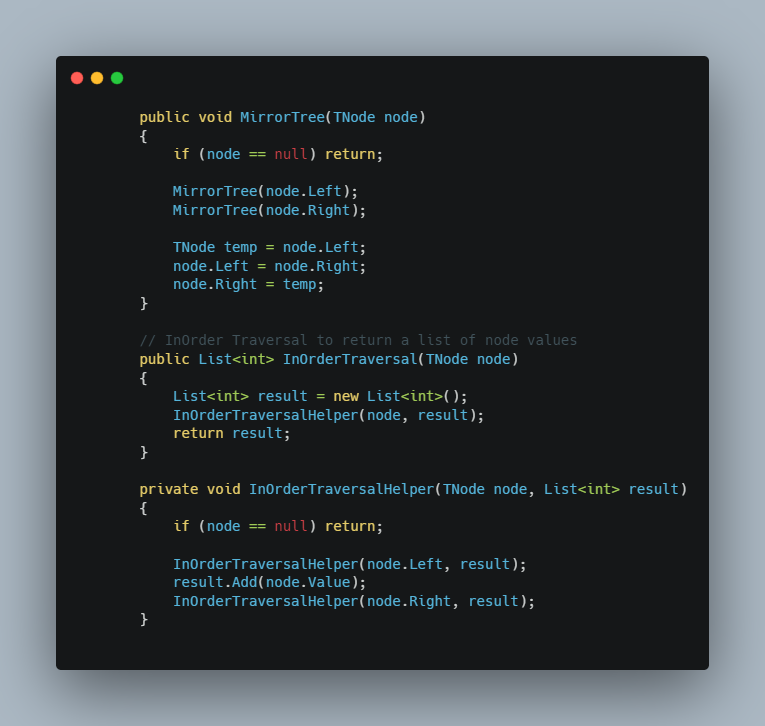 public void MirrorTree(TNode node)
{
if (node == null) return;
MirrorTree(node.Left);
MirrorTree(node.Right);
TNode temp = node.Left;
node.Left = node.Right;
node.Right = temp;
}
// InOrder Traversal to return a list of node values
public List<int> InOrderTraversal(TNode node)
{
List<int> result = new List<int>();
InOrderTraversalHelper(node, result);
return result;
}
private void InOrderTraversalHelper(TNode node, List<int> result)
{
if (node == null) return;
InOrderTraversalHelper(node.Left, result);
result.Add(node.Value);
InOrderTraversalHelper(node.Right, result);
}